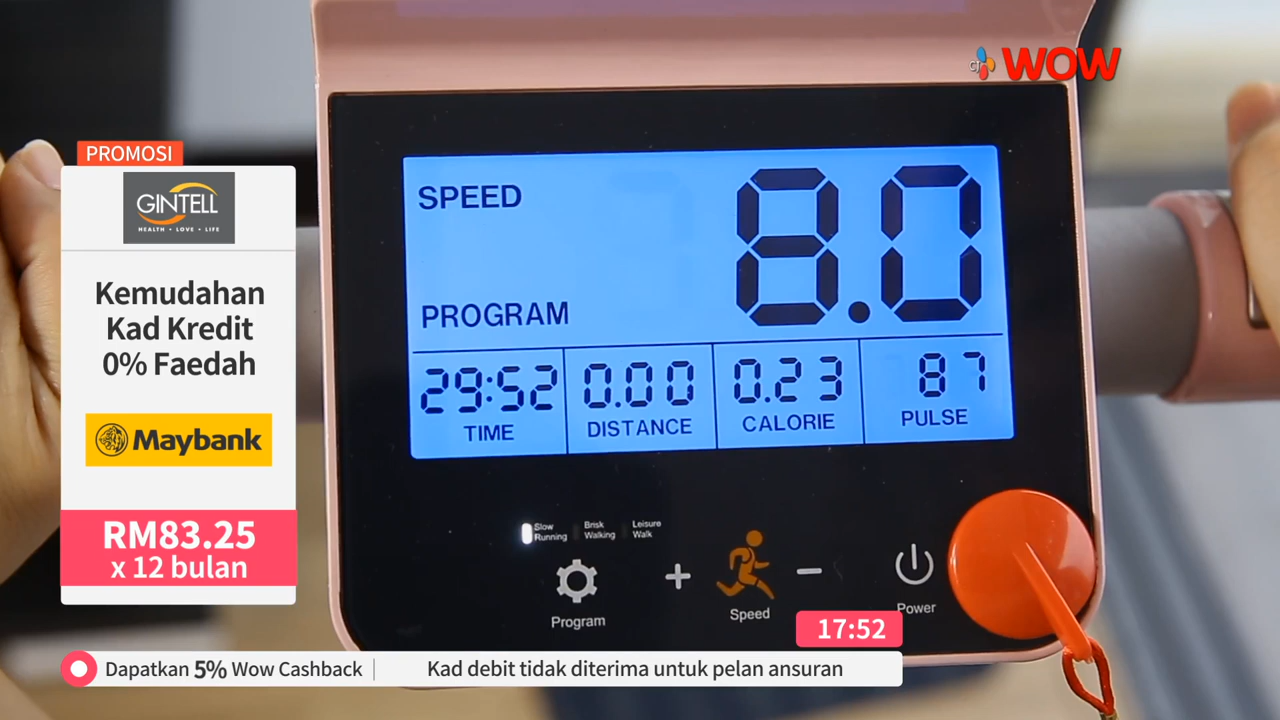 CJ WOW
PROMOSI
GINTELL
HEALTH • LOVE • LIFE
Kemudahan
Kad Kredit
0% Faedah
Maybank
RM83.25
x 12 bulan
SPEED
8.0
PROGRAM
29:52
TIME
0.00
DISTANCE
0.23
CALORIE
87
PULSE
Slow
Running
Brisk
Walking
Leisure
Walk
Program
+
Speed
−
Power
17:52
Dapatkan 5% Wow Cashback
Kad debit tidak diterima untuk pelan ansuran